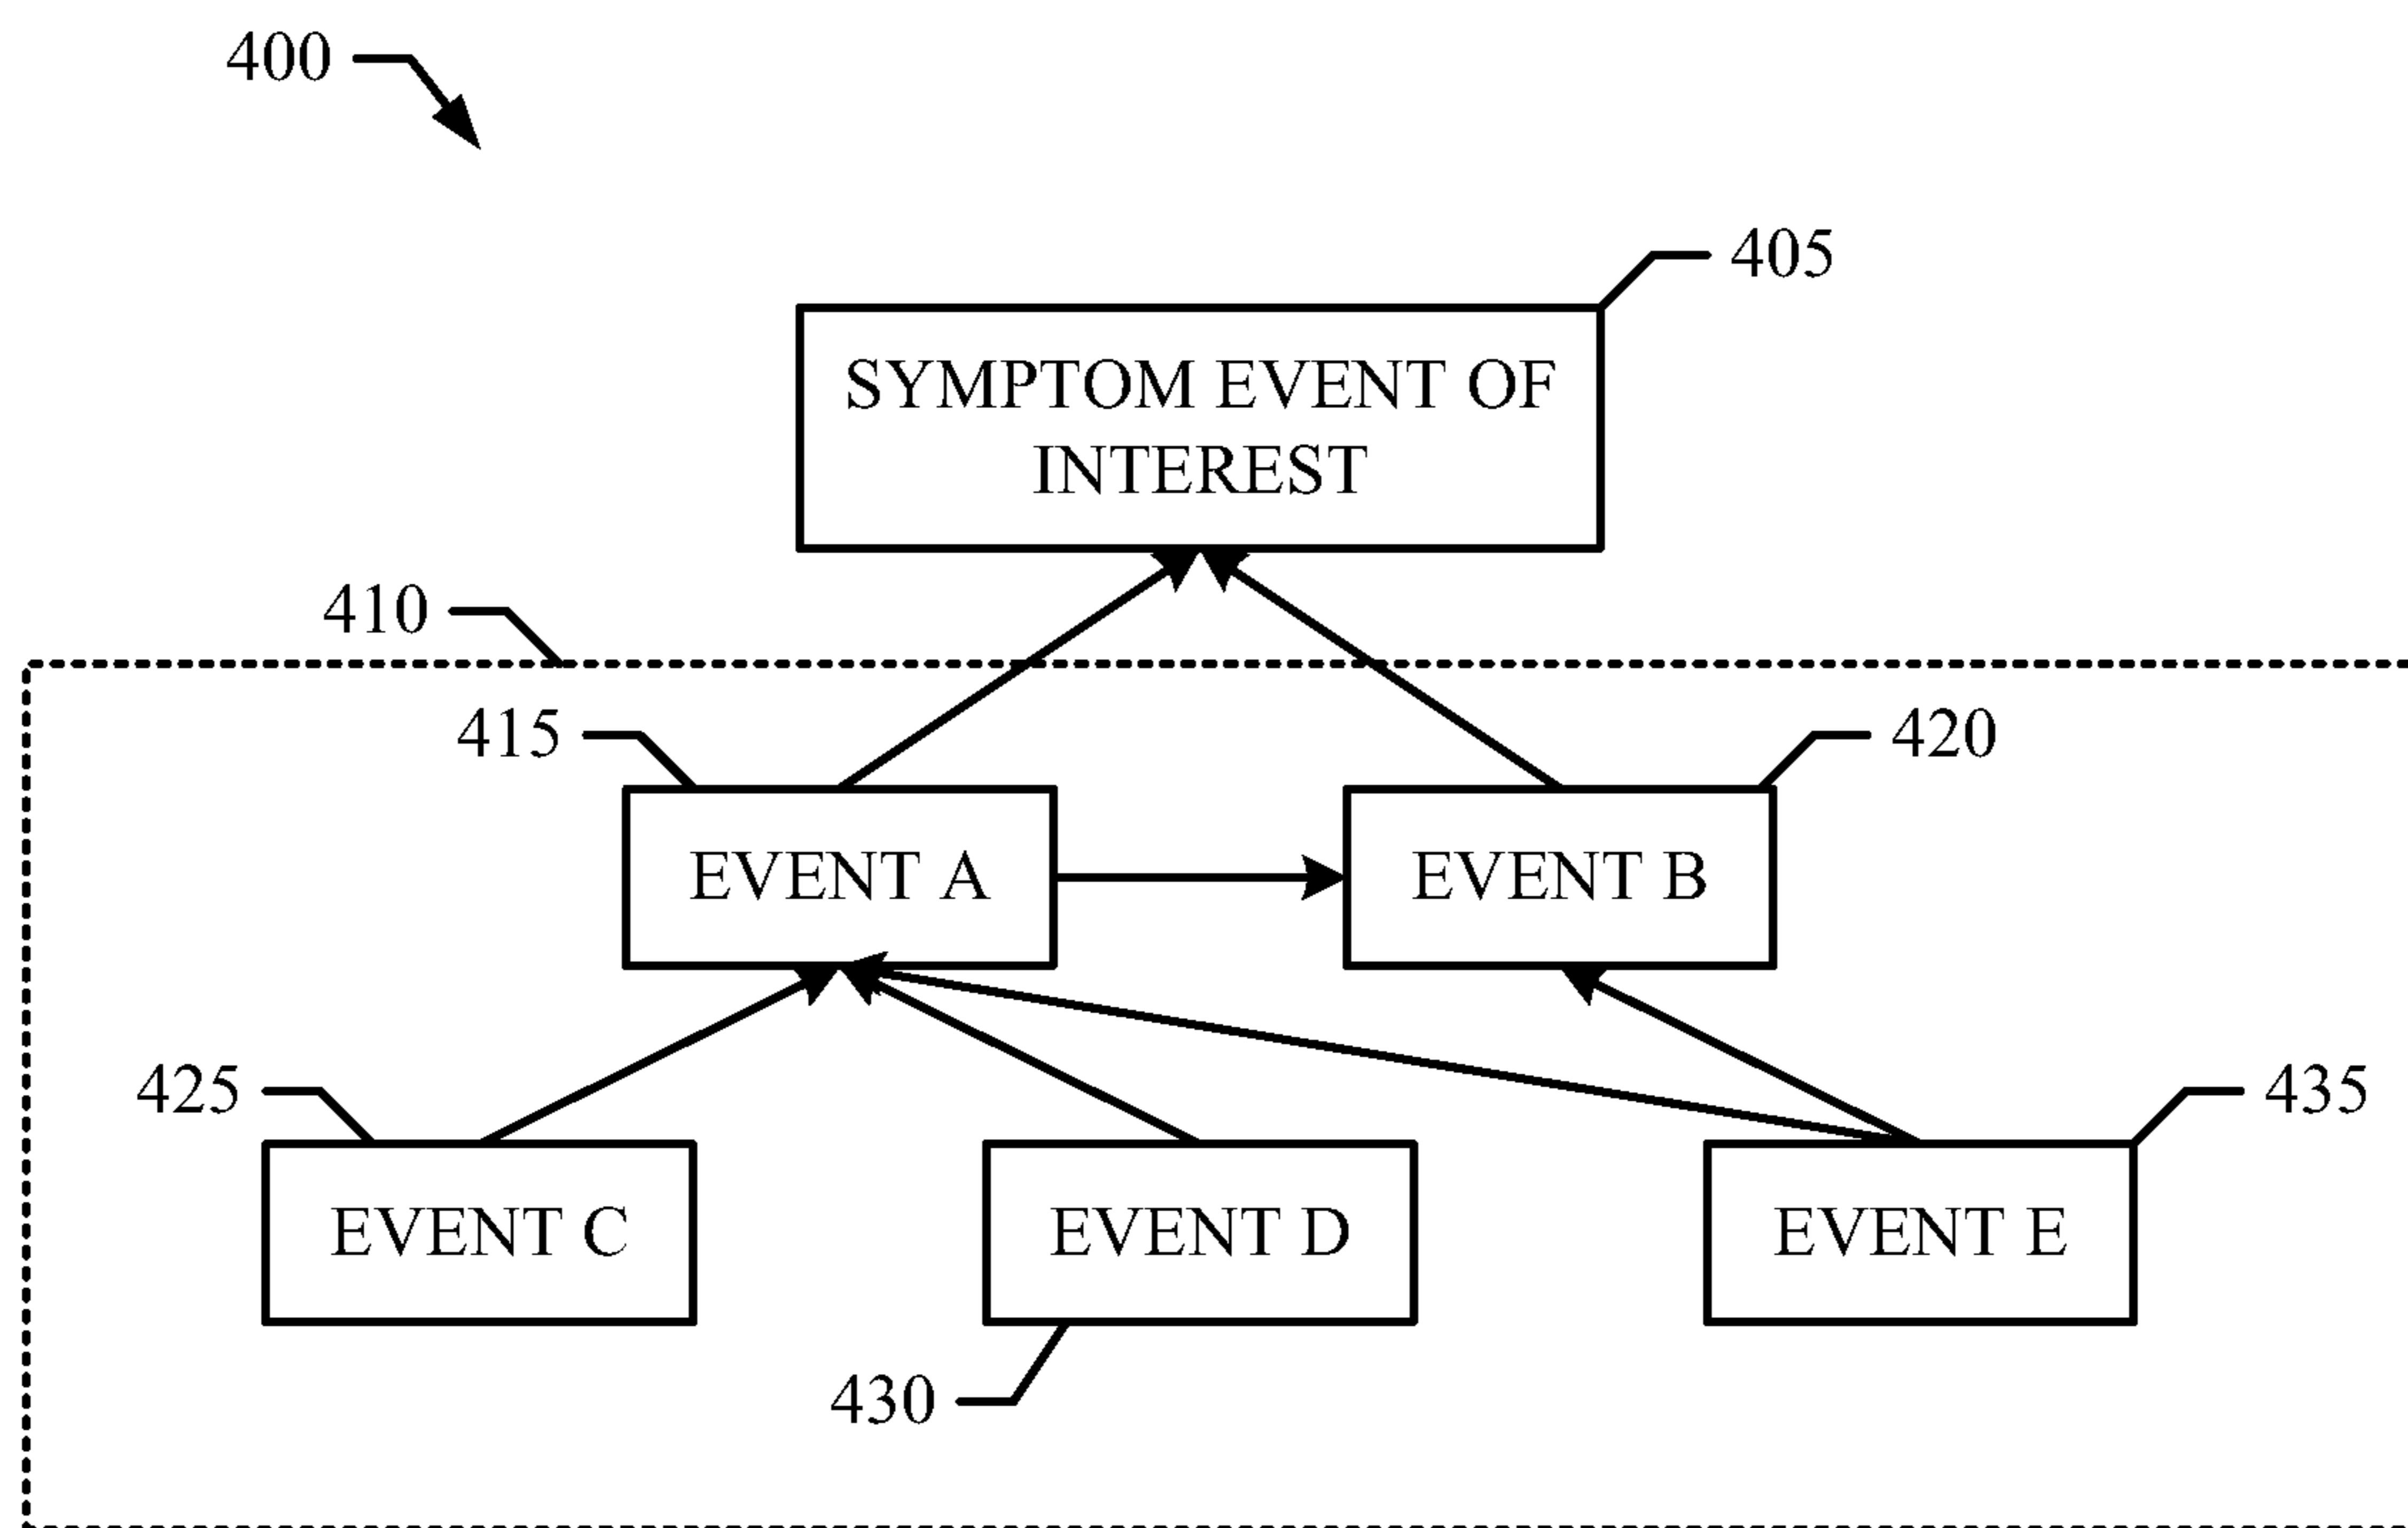 400
405
SYMPTOM EVENT OF
INTEREST
410
415
420
EVENT A
EVENT B
425
435
EVENT C
EVENT D
EVENT E
430